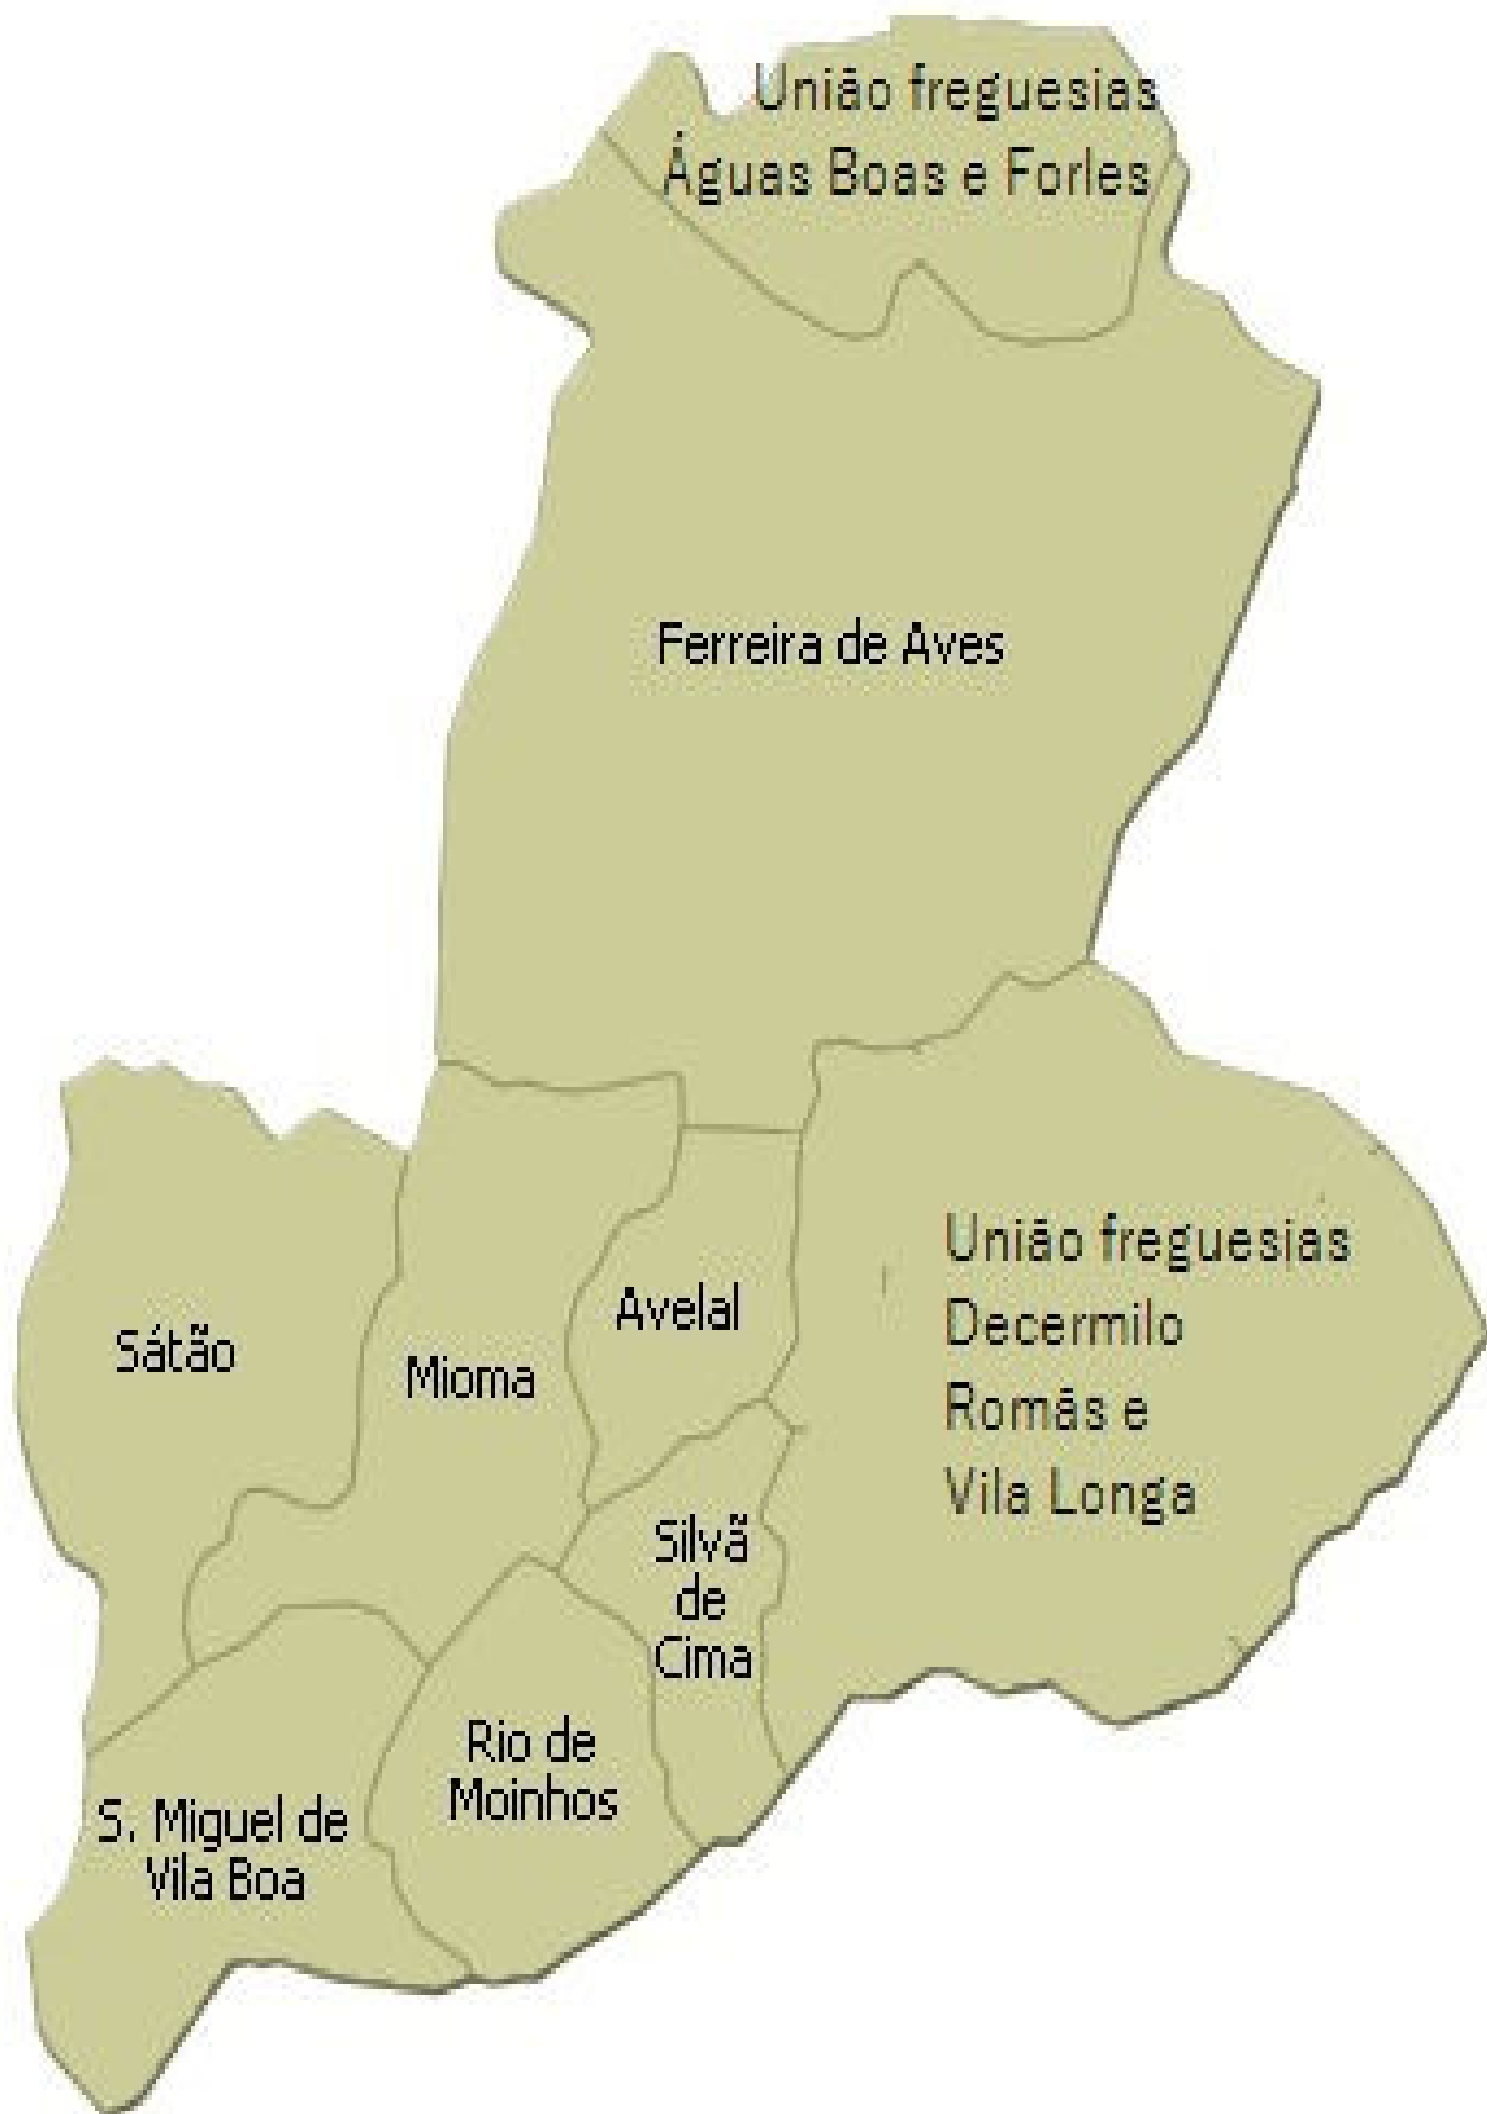 União freguesias
Águas Boas e Forles
Ferreira de Aves
União freguesias
Decermilo
Romãs e
Vila Longa
Avelal
Sátão
Mioma
Silvã
de
Cima
Rio de
Moinhos
S. Miguel de
Vila Boa